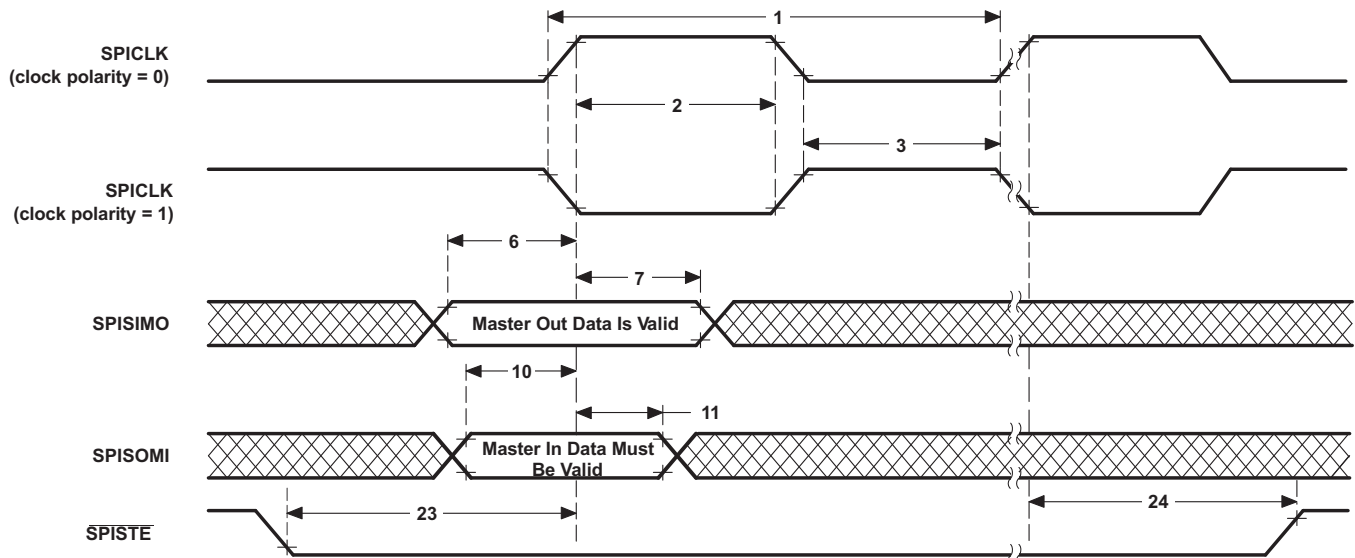 1
SPICLK
(clock polarity = 0)
2
3
SPICLK
(clock polarity = 1)
6
7
SPISIMO
Master Out Data Is Valid
10
11
SPISOMI
Master In Data Must
Be Valid
23
24
SPISTE